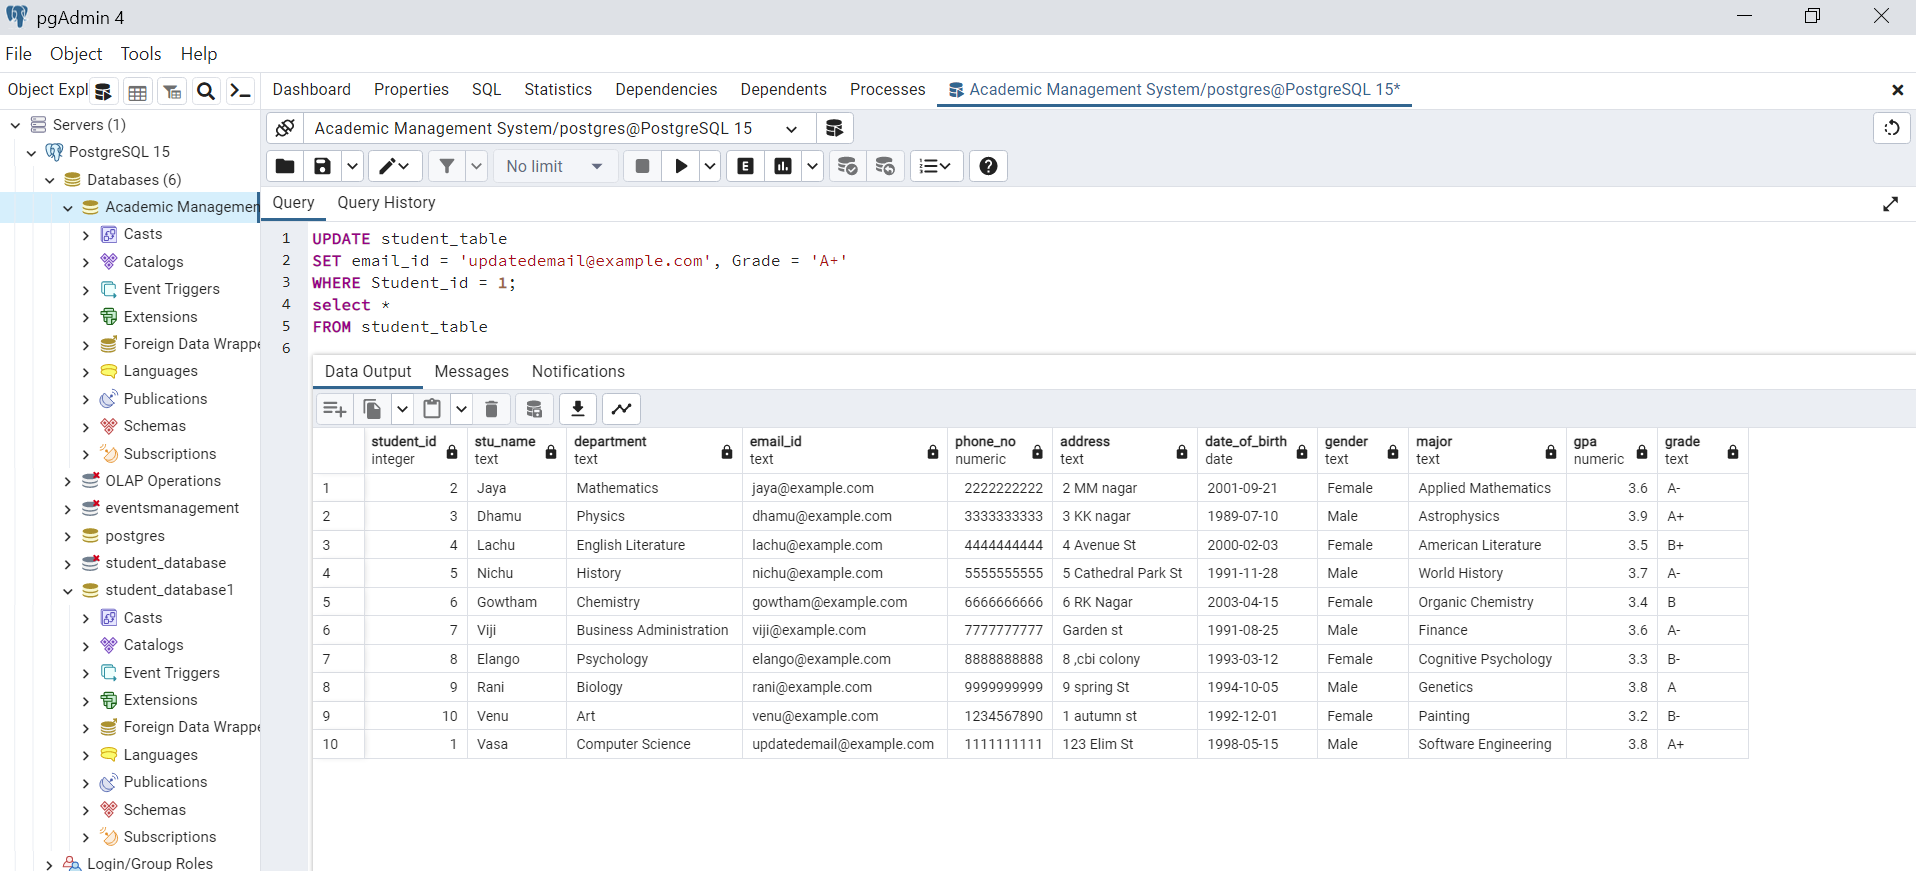 pgAdmin 4
File Object Tools Help
Object Expl
Dashboard Properties SQL Statistics Dependencies Dependents Processes Academic Management System/postgres@PostgreSQL 15*
Servers (1)
PostgreSQL 15
Databases (6)
Academic Managemen
Casts
Catalogs
Event Triggers
Extensions
Foreign Data Wrappe
Languages
Publications
Schemas
Subscriptions
OLAP Operations
eventsmanagement
postgres
student_database
student_database1
Casts
Catalogs
Event Triggers
Extensions
Foreign Data Wrappe
Languages
Publications
Schemas
Subscriptions
Login/Group Roles
Academic Management System/postgres@PostgreSQL 15
No limit
E
Query Query History
1 UPDATE student_table
2 SET email_id = 'updatedemail@example.com', Grade = 'A+'
3 WHERE Student_id = 1;
4 select *
5 FROM student_table
6
Data Output Messages Notifications
student_id stu_name department email_id phone_no address date_of_birth gender major gpa grade
integer text text text numeric text date text text numeric text
1 2 Jaya Mathematics jaya@example.com 2222222222 2 MM nagar 2001-09-21 Female Applied Mathematics 3.6 A-
2 3 Dhamu Physics dhamu@example.com 3333333333 3 KK nagar 1989-07-10 Male Astrophysics 3.9 A+
3 4 Lachu English Literature lachu@example.com 4444444444 4 Avenue St 2000-02-03 Female American Literature 3.5 B+
4 5 Nichu History nichu@example.com 5555555555 5 Cathedral Park St 1991-11-28 Male World History 3.7 A-
5 6 Gowtham Chemistry gowtham@example.com 6666666666 6 RK Nagar 2003-04-15 Female Organic Chemistry 3.4 B
6 7 Viji Business Administration viji@example.com 7777777777 Garden st 1991-08-25 Male Finance 3.6 A-
7 8 Elango Psychology elango@example.com 8888888888 8 ,cbi colony 1993-03-12 Female Cognitive Psychology 3.3 B-
8 9 Rani Biology rani@example.com 9999999999 9 spring St 1994-10-05 Male Genetics 3.8 A
9 10 Venu Art venu@example.com 1234567890 1 autumn st 1992-12-01 Female Painting 3.2 B-
10 1 Vasa Computer Science updatedemail@example.com 1111111111 123 Elim St 1998-05-15 Male Software Engineering 3.8 A+